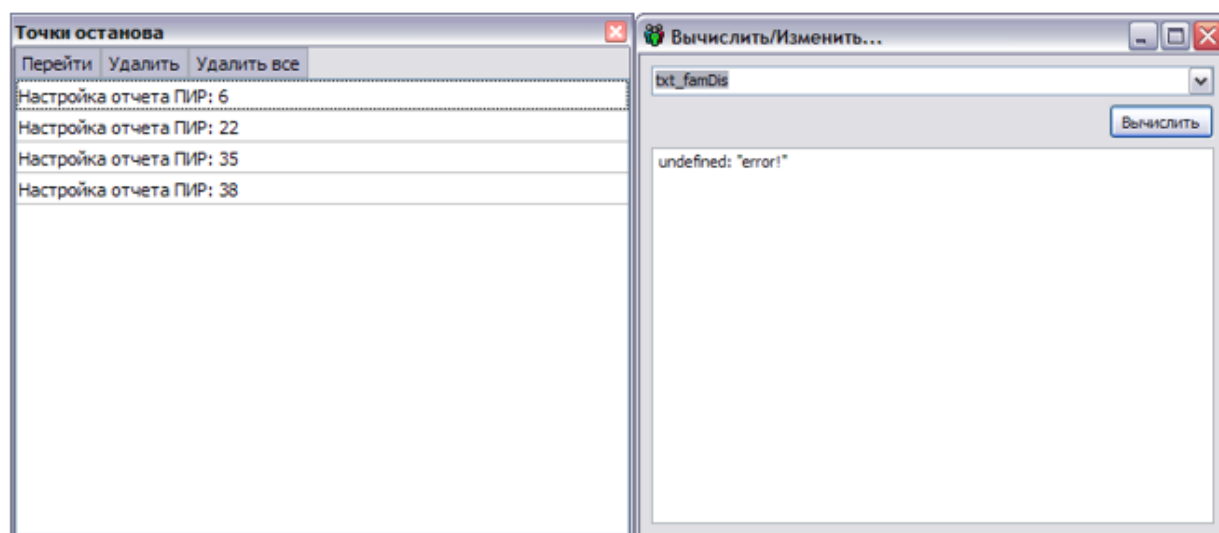 Точки останова
Перейти Удалить Удалить все
Настройка отчета ПИР: 6
Настройка отчета ПИР: 22
Настройка отчета ПИР: 35
Настройка отчета ПИР: 38
Вычислить/Изменить...
txt_famDis
Вычислить
undefined: "error!"